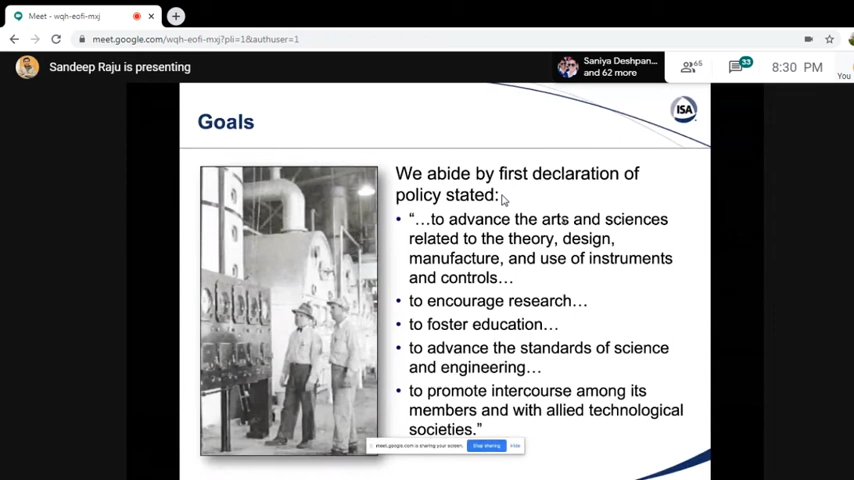 Meet - wqh-eofi-mxj
meet.google.com/wqh-eofi-mxj?pli=1&authuser=1
Sandeep Raju is presenting
Saniya Deshpan...
and 62 more
65
33
8:30 PM
You
Goals
ISA
We abide by first declaration of
policy stated:
• “…to advance the arts and sciences
related to the theory, design,
manufacture, and use of instruments
and controls…
• to encourage research…
• to foster education…
• to advance the standards of science
and engineering…
• to promote intercourse among its
members and with allied technological
societies.”
meet.google.com is sharing your screen.
Stop sharing
Hide